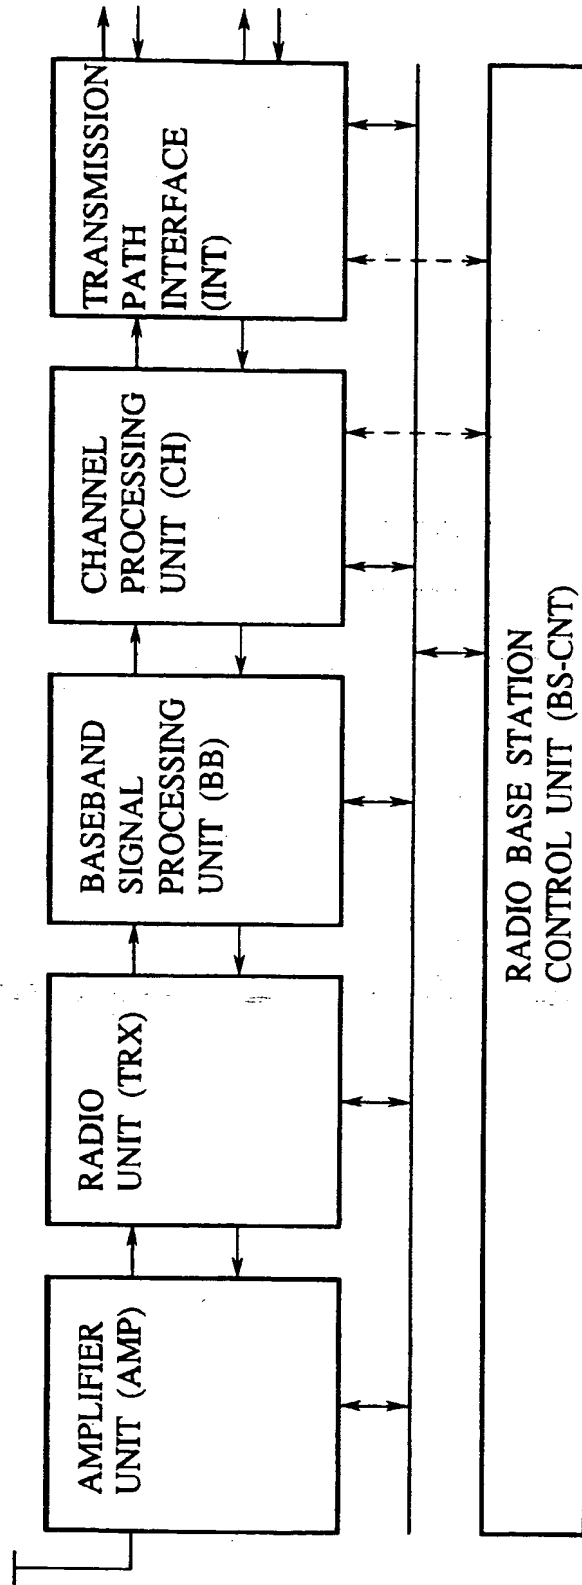 AMPLIFIER
UNIT (AMP)
RADIO
UNIT (TRX)
BASEBAND
SIGNAL
PROCESSING
UNIT (BB)
CHANNEL
PROCESSING
UNIT (CH)
TRANSMISSION
PATH
INTERFACE
(INT)
RADIO BASE STATION
CONTROL UNIT (BS-CNT)